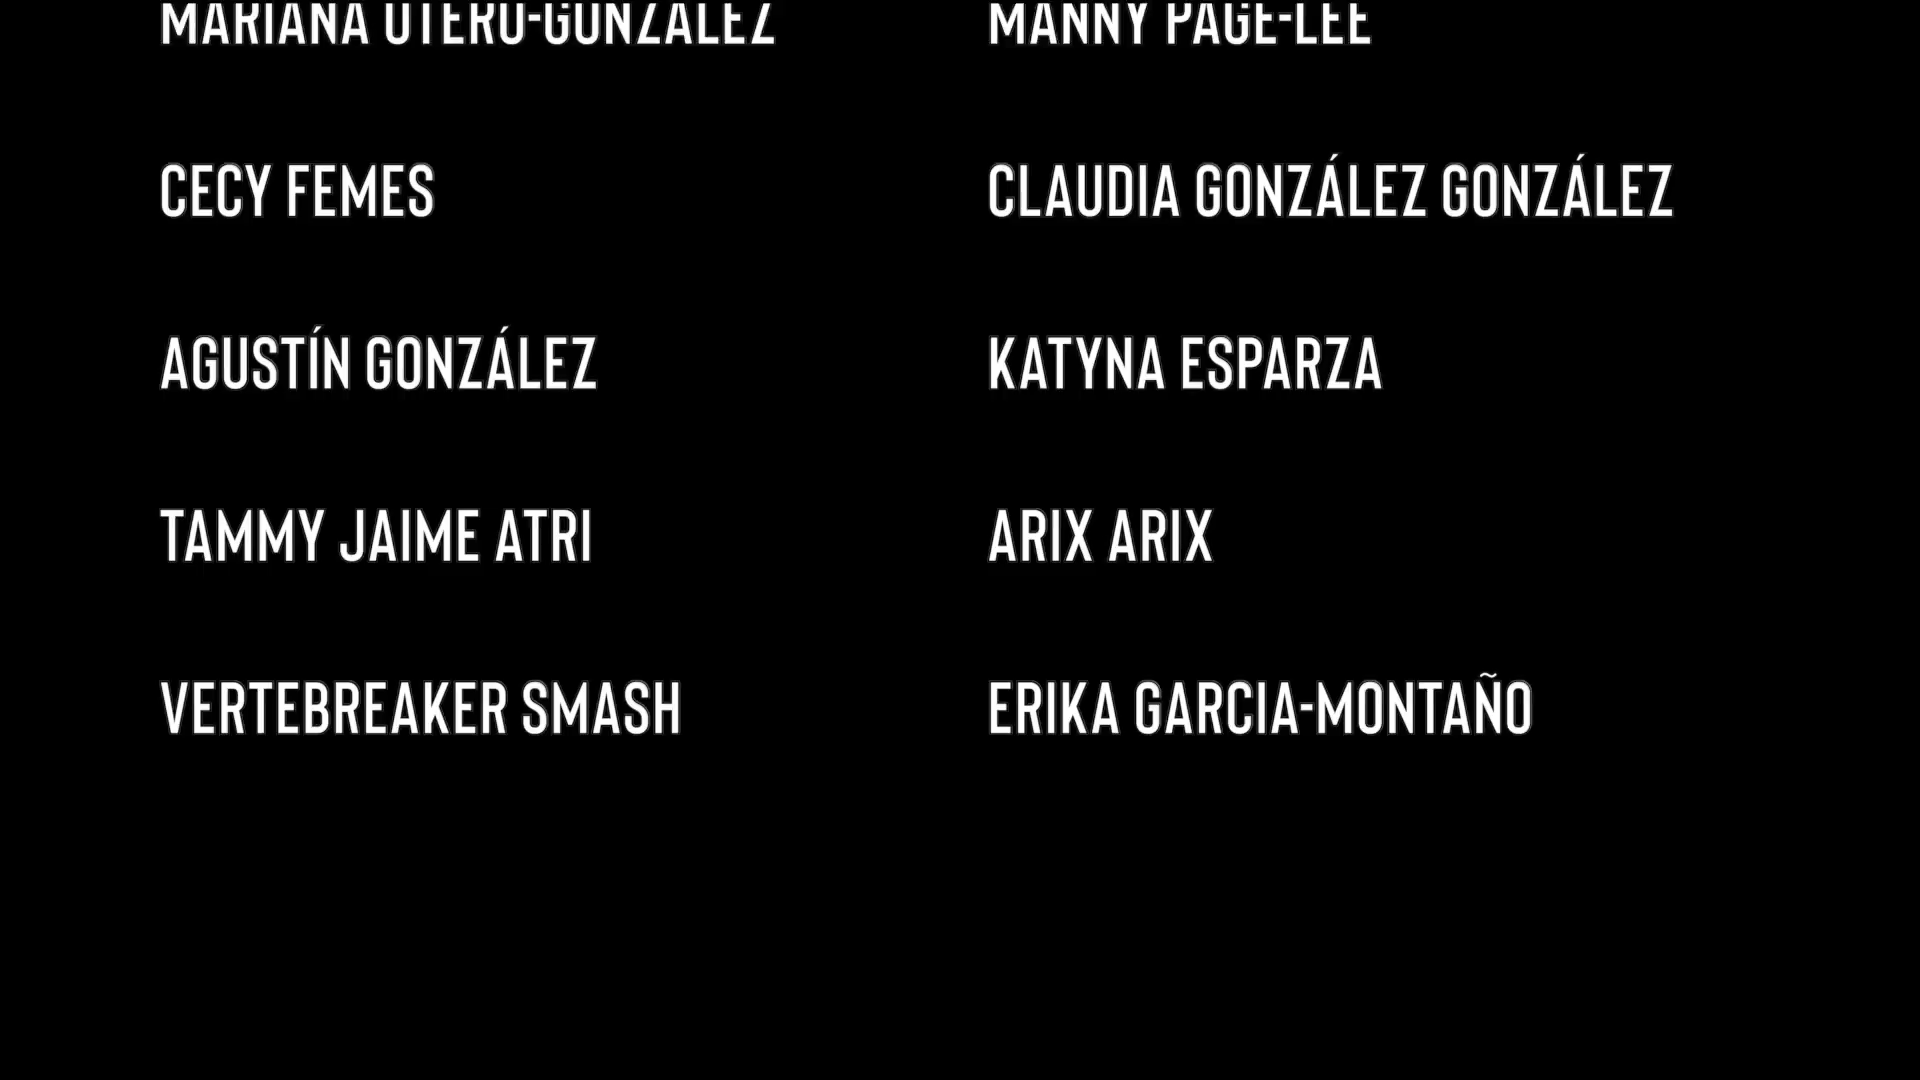 MARIANA OTERO-GONZÁLEZ
MANNY PAGE-LEE
CECY FEMES
CLAUDIA GONZÁLEZ GONZÁLEZ
AGUSTÍN GONZÁLEZ
KATYNA ESPARZA
TAMMY JAIME ATRI
ARIX ARIX
VERTEBREAKER SMASH
ERIKA GARCIA-MONTAÑO